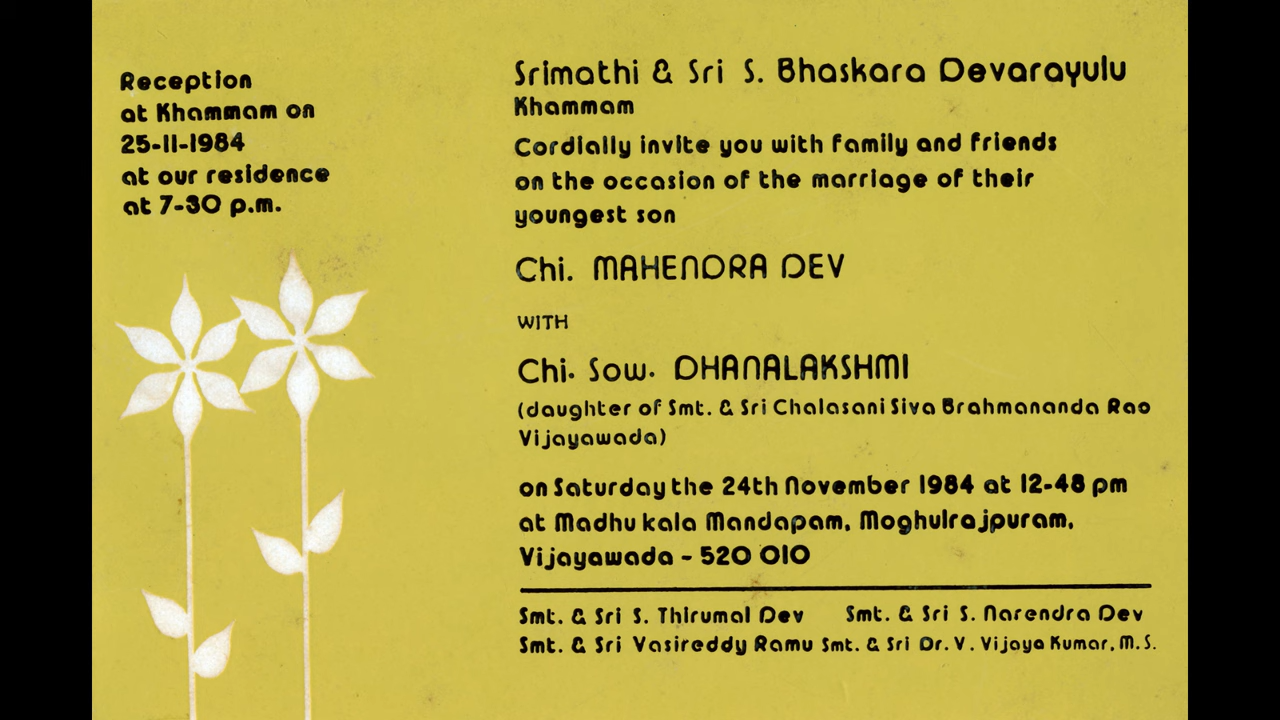 Reception
at Khammam on
25-11-1984
at our residence
at 7-30 p.m.
Srimathi & Sri S. Bhaskara Devarayulu
Khammam
Cordially invite you with family and friends
on the occasion of the marriage of their
youngest son
Chi. MAHENDRA DEV
WITH
Chi. Sow. DHANALAKSHMI
(daughter of Smt. & Sri Chalasani Siva Brahmananda Rao
Vijayawada)
on Saturday the 24th November 1984 at 12-48 pm
at Madhu kala Mandapam, Moghulrajpuram,
Vijayawada - 520 010
Smt. & Sri S. Thirumal Dev Smt. & Sri S. Narendra Dev
Smt. & Sri Vasireddy Ramu Smt. & Sri Dr. V. Vijaya Kumar, M.S.